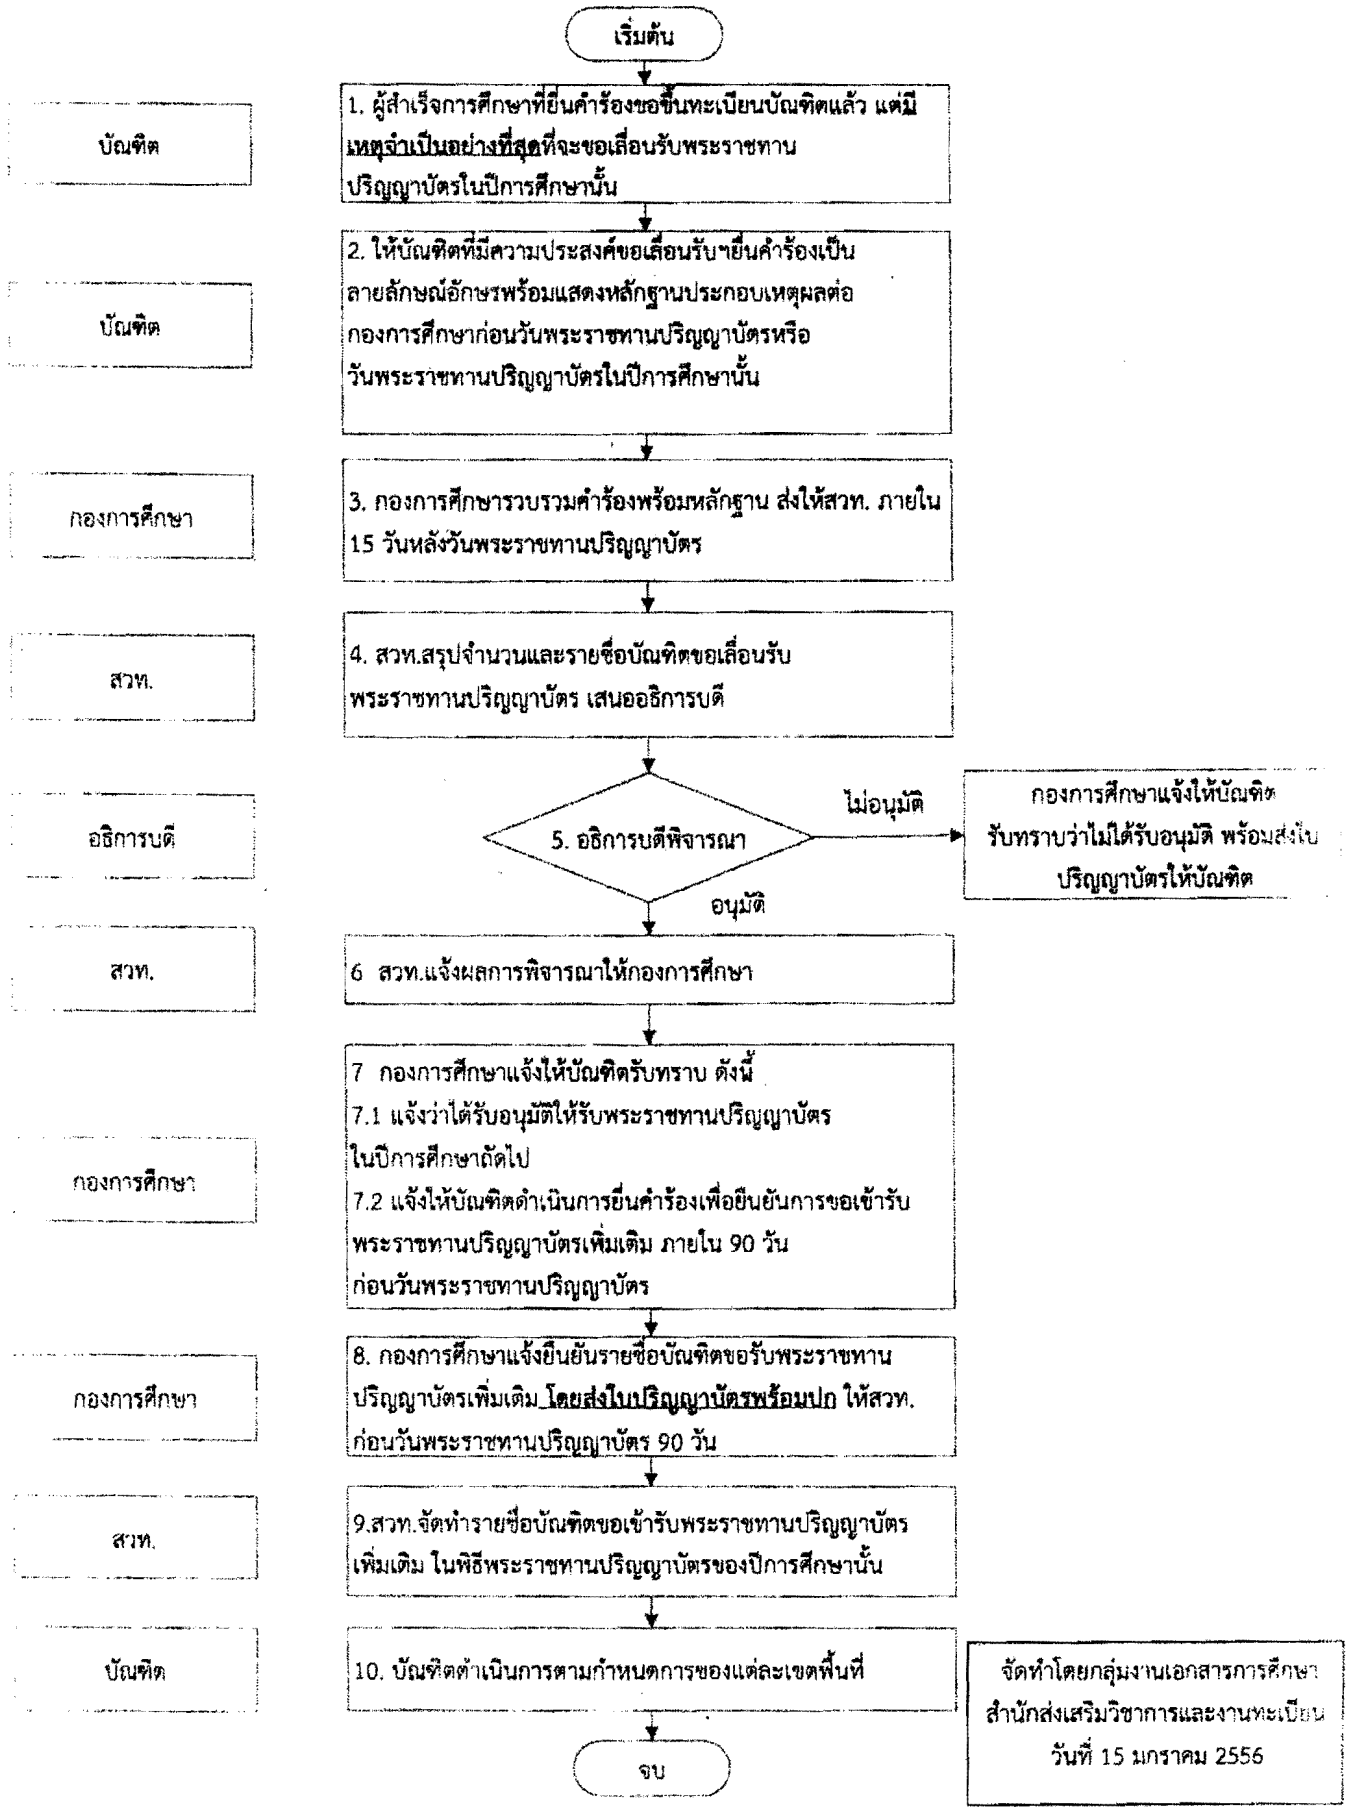 เริ่มต้น
บัณฑิต
1. ผู้สำเร็จการศึกษาที่ยื่นคำร้องขอขึ้นทะเบียนบัณฑิตแล้ว แต่มี
เหตุจำเป็นอย่างที่สุดที่จะขอเลื่อนรับพระราชทาน
ปริญญาบัตรในปีการศึกษานั้น
บัณฑิต
2. ให้บัณฑิตที่มีความประสงค์ขอเลื่อนรับฯยื่นคำร้องเป็น
ลายลักษณ์อักษรพร้อมแสดงหลักฐานประกอบเหตุผลต่อ
กองการศึกษาก่อนวันพระราชทานปริญญาบัตรหรือ
วันพระราชทานปริญญาบัตรในปีการศึกษานั้น
กองการศึกษา
3. กองการศึกษารวบรวมคำร้องพร้อมหลักฐาน ส่งให้สวท. ภายใน
15 วันหลังวันพระราชทานปริญญาบัตร
สวท.
4. สวท.สรุปจำนวนและรายชื่อบัณฑิตขอเลื่อนรับ
พระราชทานปริญญาบัตร เสนออธิการบดี
อธิการบดี
5. อธิการบดีพิจารณา
ไม่อนุมัติ
กองการศึกษาแจ้งให้บัณฑิต
รับทราบว่าไม่ได้รับอนุมัติ พร้อมส่งใบ
ปริญญาบัตรให้บัณฑิต
อนุมัติ
สวท.
6 สวท.แจ้งผลการพิจารณาให้กองการศึกษา
กองการศึกษา
7 กองการศึกษาแจ้งให้บัณฑิตรับทราบ ดังนี้
7.1 แจ้งว่าได้รับอนุมัติให้รับพระราชทานปริญญาบัตร
ในปีการศึกษาถัดไป
7.2 แจ้งให้บัณฑิตดำเนินการยื่นคำร้องเพื่อยืนยันการขอเข้ารับ
พระราชทานปริญญาบัตรเพิ่มเติม ภายใน 90 วัน
ก่อนวันพระราชทานปริญญาบัตร
กองการศึกษา
8. กองการศึกษาแจ้งยืนยันรายชื่อบัณฑิตขอรับพระราชทาน
ปริญญาบัตรเพิ่มเติม โดยส่งใบปริญญาบัตรพร้อมปก ให้สวท.
ก่อนวันพระราชทานปริญญาบัตร 90 วัน
สวท.
9.สวท.จัดทำรายชื่อบัณฑิตขอเข้ารับพระราชทานปริญญาบัตร
เพิ่มเติม ในพิธีพระราชทานปริญญาบัตรของปีการศึกษานั้น
บัณฑิต
10. บัณฑิตดำเนินการตามกำหนดการของแต่ละเขตพื้นที่
จบ
จัดทำโดยกลุ่มงานเอกสารการศึกษา
สำนักส่งเสริมวิชาการและงานทะเบียน
วันที่ 15 มกราคม 2556